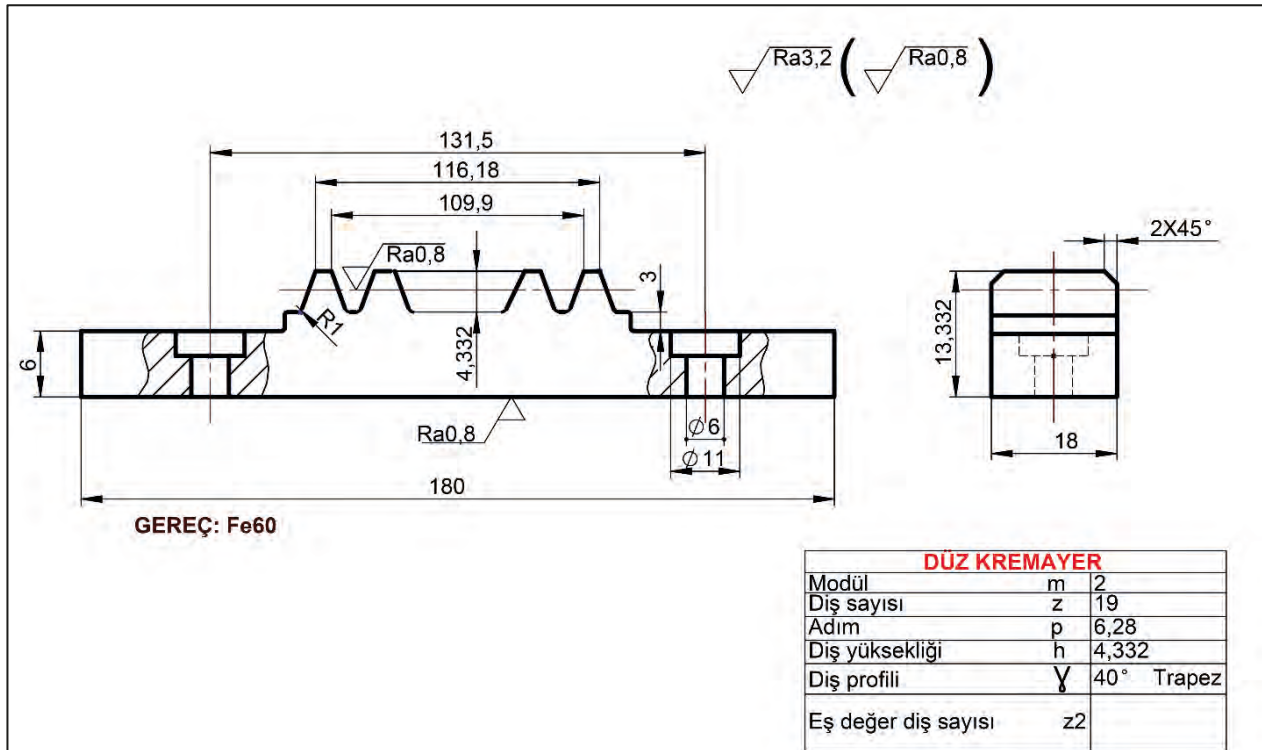 Ra3,2 ( Ra0,8 )
131,5
116,18
109,9
Ra0,8
3
2X45°
R1
4,332
13,332
6
Ra0,8
∅6
∅11
18
180
GEREÇ: Fe60
DÜZ KREMAYER
Modül m 2
Diş sayısı z 19
Adım p 6,28
Diş yüksekliği h 4,332
Diş profili Ɣ 40° Trapez
Eş değer diş sayısı z2